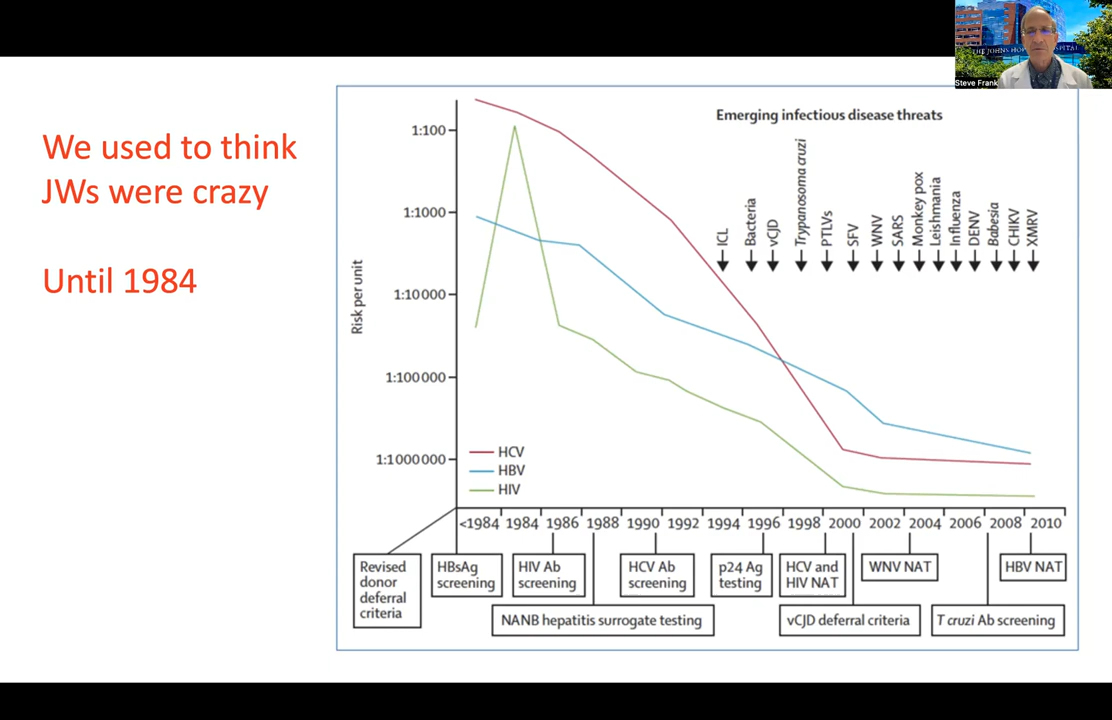 THE JOHNS HOPKINS HOSPITAL
Steve Frank
We used to think
JWs were crazy
Until 1984
Emerging infectious disease threats
ICL
Bacteria
vCJD
Trypanosoma cruzi
PTLVs
SFV
WNV
SARS
Monkey pox
Leishmania
Influenza
DENV
Babesia
CHIKV
XMRV
Risk per unit
1:100
1:1000
1:10 000
1:100 000
1:1000 000
HCV
HBV
HIV
<1984 1984 1986 1988 1990 1992 1994 1996 1998 2000 2002 2004 2006 2008 2010
Revised
donor
deferral
criteria
HBsAg
screening
HIV Ab
screening
HCV Ab
screening
p24 Ag
testing
HCV and
HIV NAT
WNV NAT
HBV NAT
NANB hepatitis surrogate testing
vCJD deferral criteria
T cruzi Ab screening